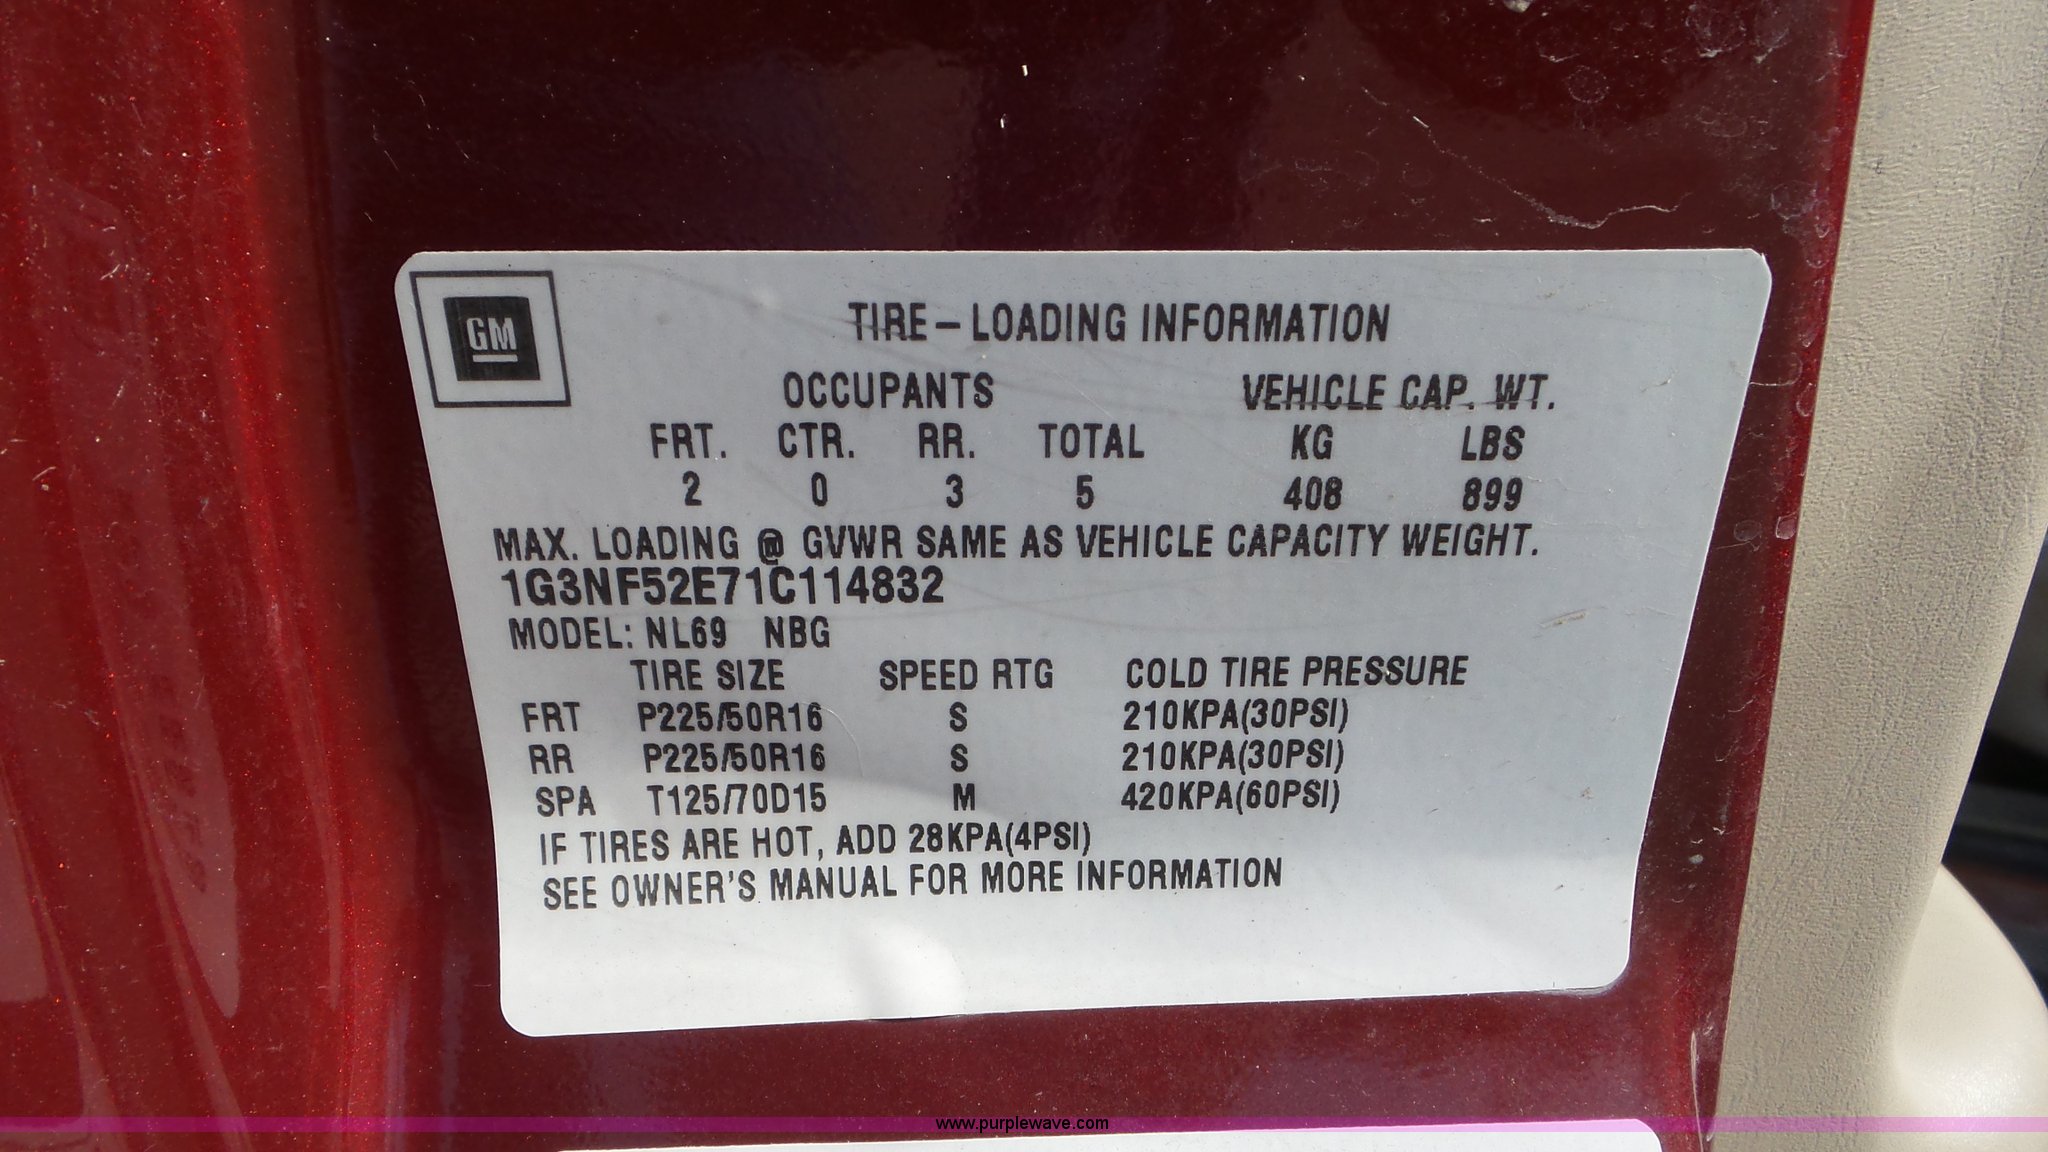 GM
TIRE-LOADING INFORMATION
OCCUPANTS VEHICLE CAP. WT.
FRT. CTR. RR. TOTAL KG LBS
2 0 3 5 408 899
MAX. LOADING @ GVWR SAME AS VEHICLE CAPACITY WEIGHT.
1G3NF52E71C114832
MODEL: NL69 NBG
TIRE SIZE SPEED RTG COLD TIRE PRESSURE
FRT P225/50R16 S 210KPA(30PSI)
RR P225/50R16 S 210KPA(30PSI)
SPA T125/70D15 M 420KPA(60PSI)
IF TIRES ARE HOT, ADD 28KPA(4PSI)
SEE OWNER'S MANUAL FOR MORE INFORMATION
www.purplewave.com